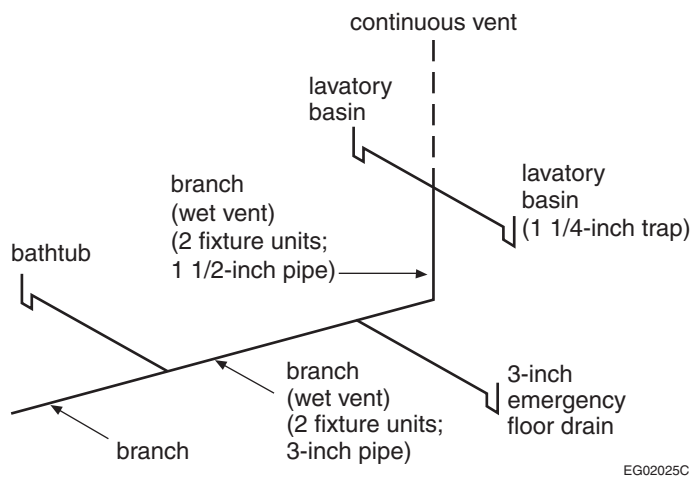 continuous vent
lavatory
basin
lavatory
basin
(1 1/4-inch trap)
branch
(wet vent)
(2 fixture units;
1 1/2-inch pipe)
bathtub
branch
(wet vent)
(2 fixture units;
3-inch pipe)
3-inch
emergency
floor drain
branch
EG02025C